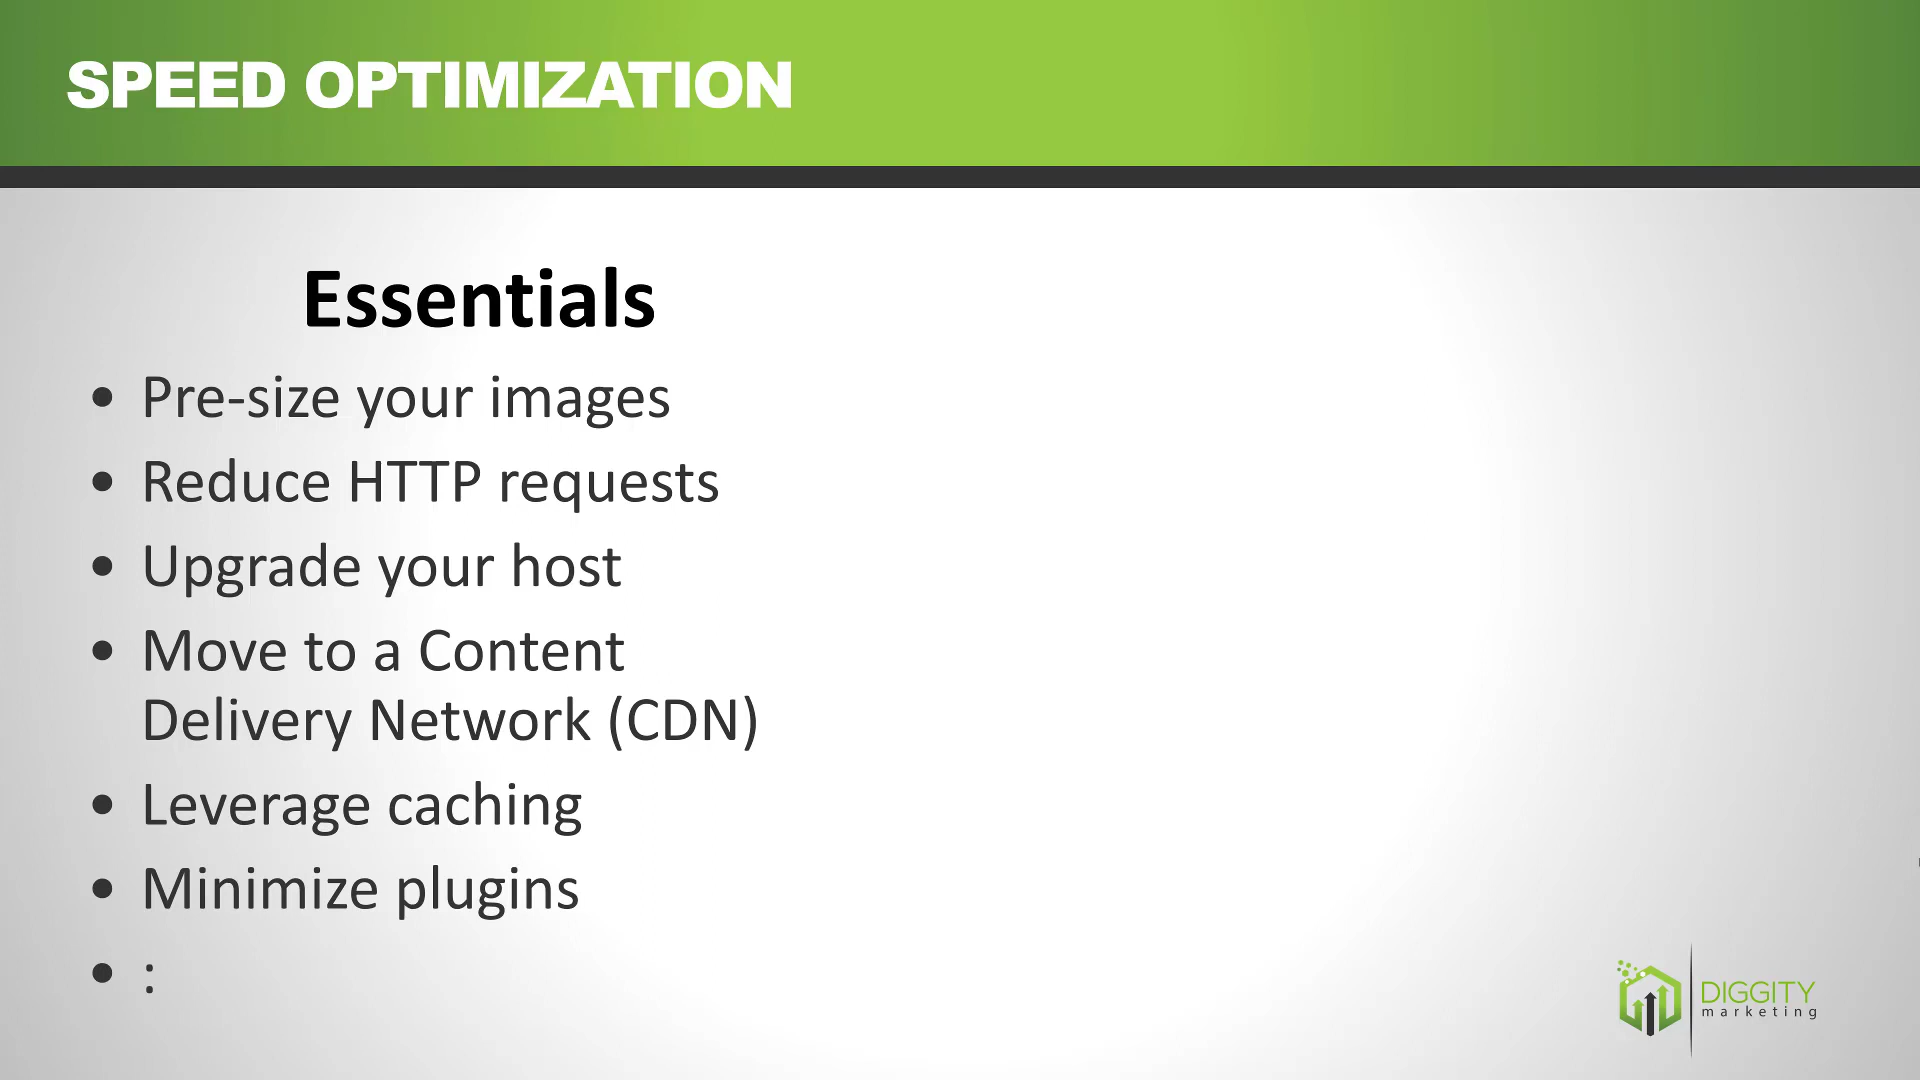 SPEED OPTIMIZATION
Essentials
• Pre-size your images
• Reduce HTTP requests
• Upgrade your host
• Move to a Content
Delivery Network (CDN)
• Leverage caching
• Minimize plugins
• :
DIGGITY
marketing